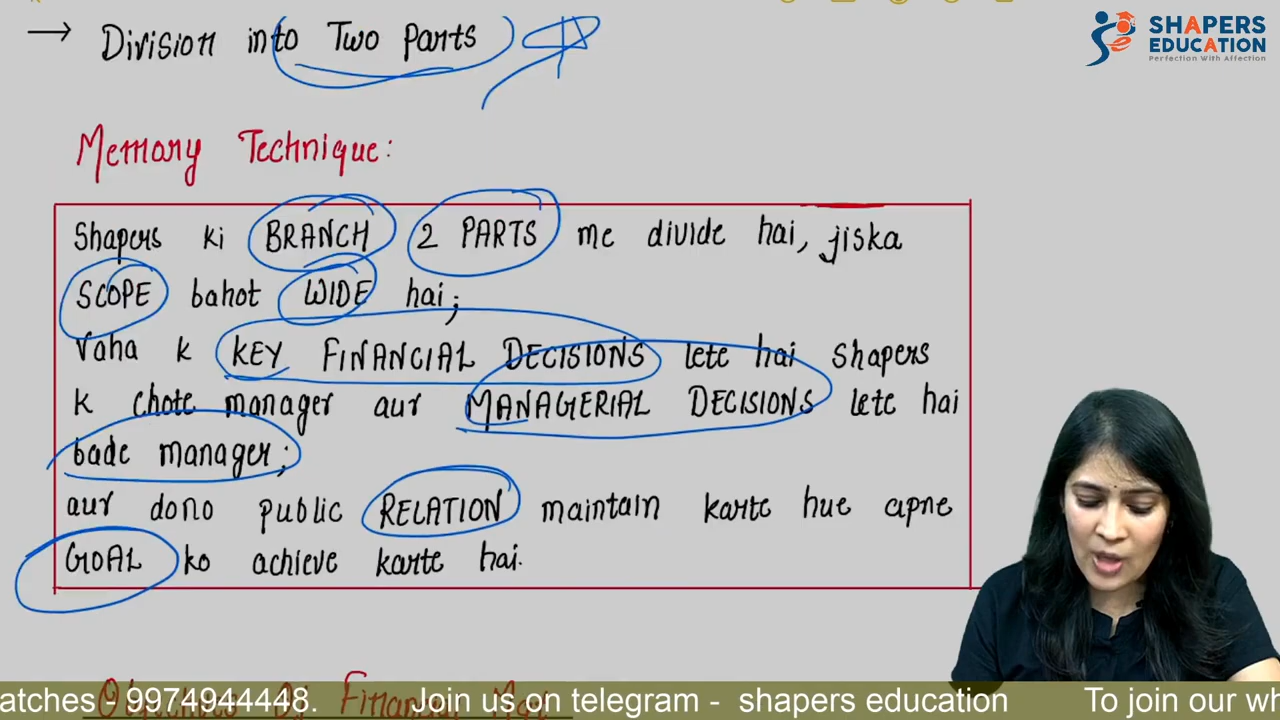 → Division into Two parts
SHAPERS
EDUCATION
Perfection With Affection
Memory Technique:
Shapers ki BRANCH 2 PARTS me divide hai, jiska
SCOPE bahot WIDE hai;
Vaha k KEY FINANCIAL DECISIONS lete hai shapers
k chote manager aur MANAGERIAL DECISIONS lete hai
bade manager;
aur dono public RELATION maintain karte hue apne
GOAL ko achieve karte hai.
atches - 9974944448. Join us on telegram - shapers education To join our wh